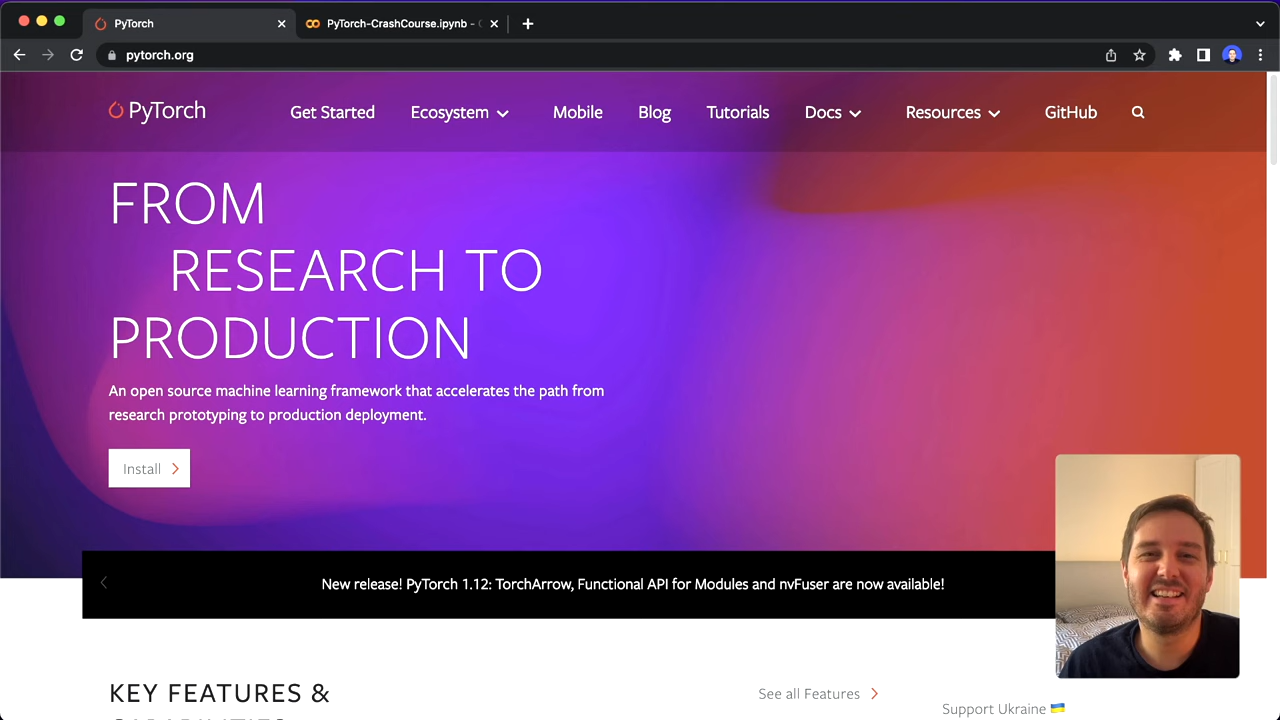 PyTorch
PyTorch-CrashCourse.ipynb -
pytorch.org
PyTorch
Get Started
Ecosystem
Mobile
Blog
Tutorials
Docs
Resources
GitHub
FROM
RESEARCH TO
PRODUCTION
An open source machine learning framework that accelerates the path from
research prototyping to production deployment.
Install
New release! PyTorch 1.12: TorchArrow, Functional API for Modules and nvFuser are now available!
KEY FEATURES &
See all Features
Support Ukraine 🇺🇦